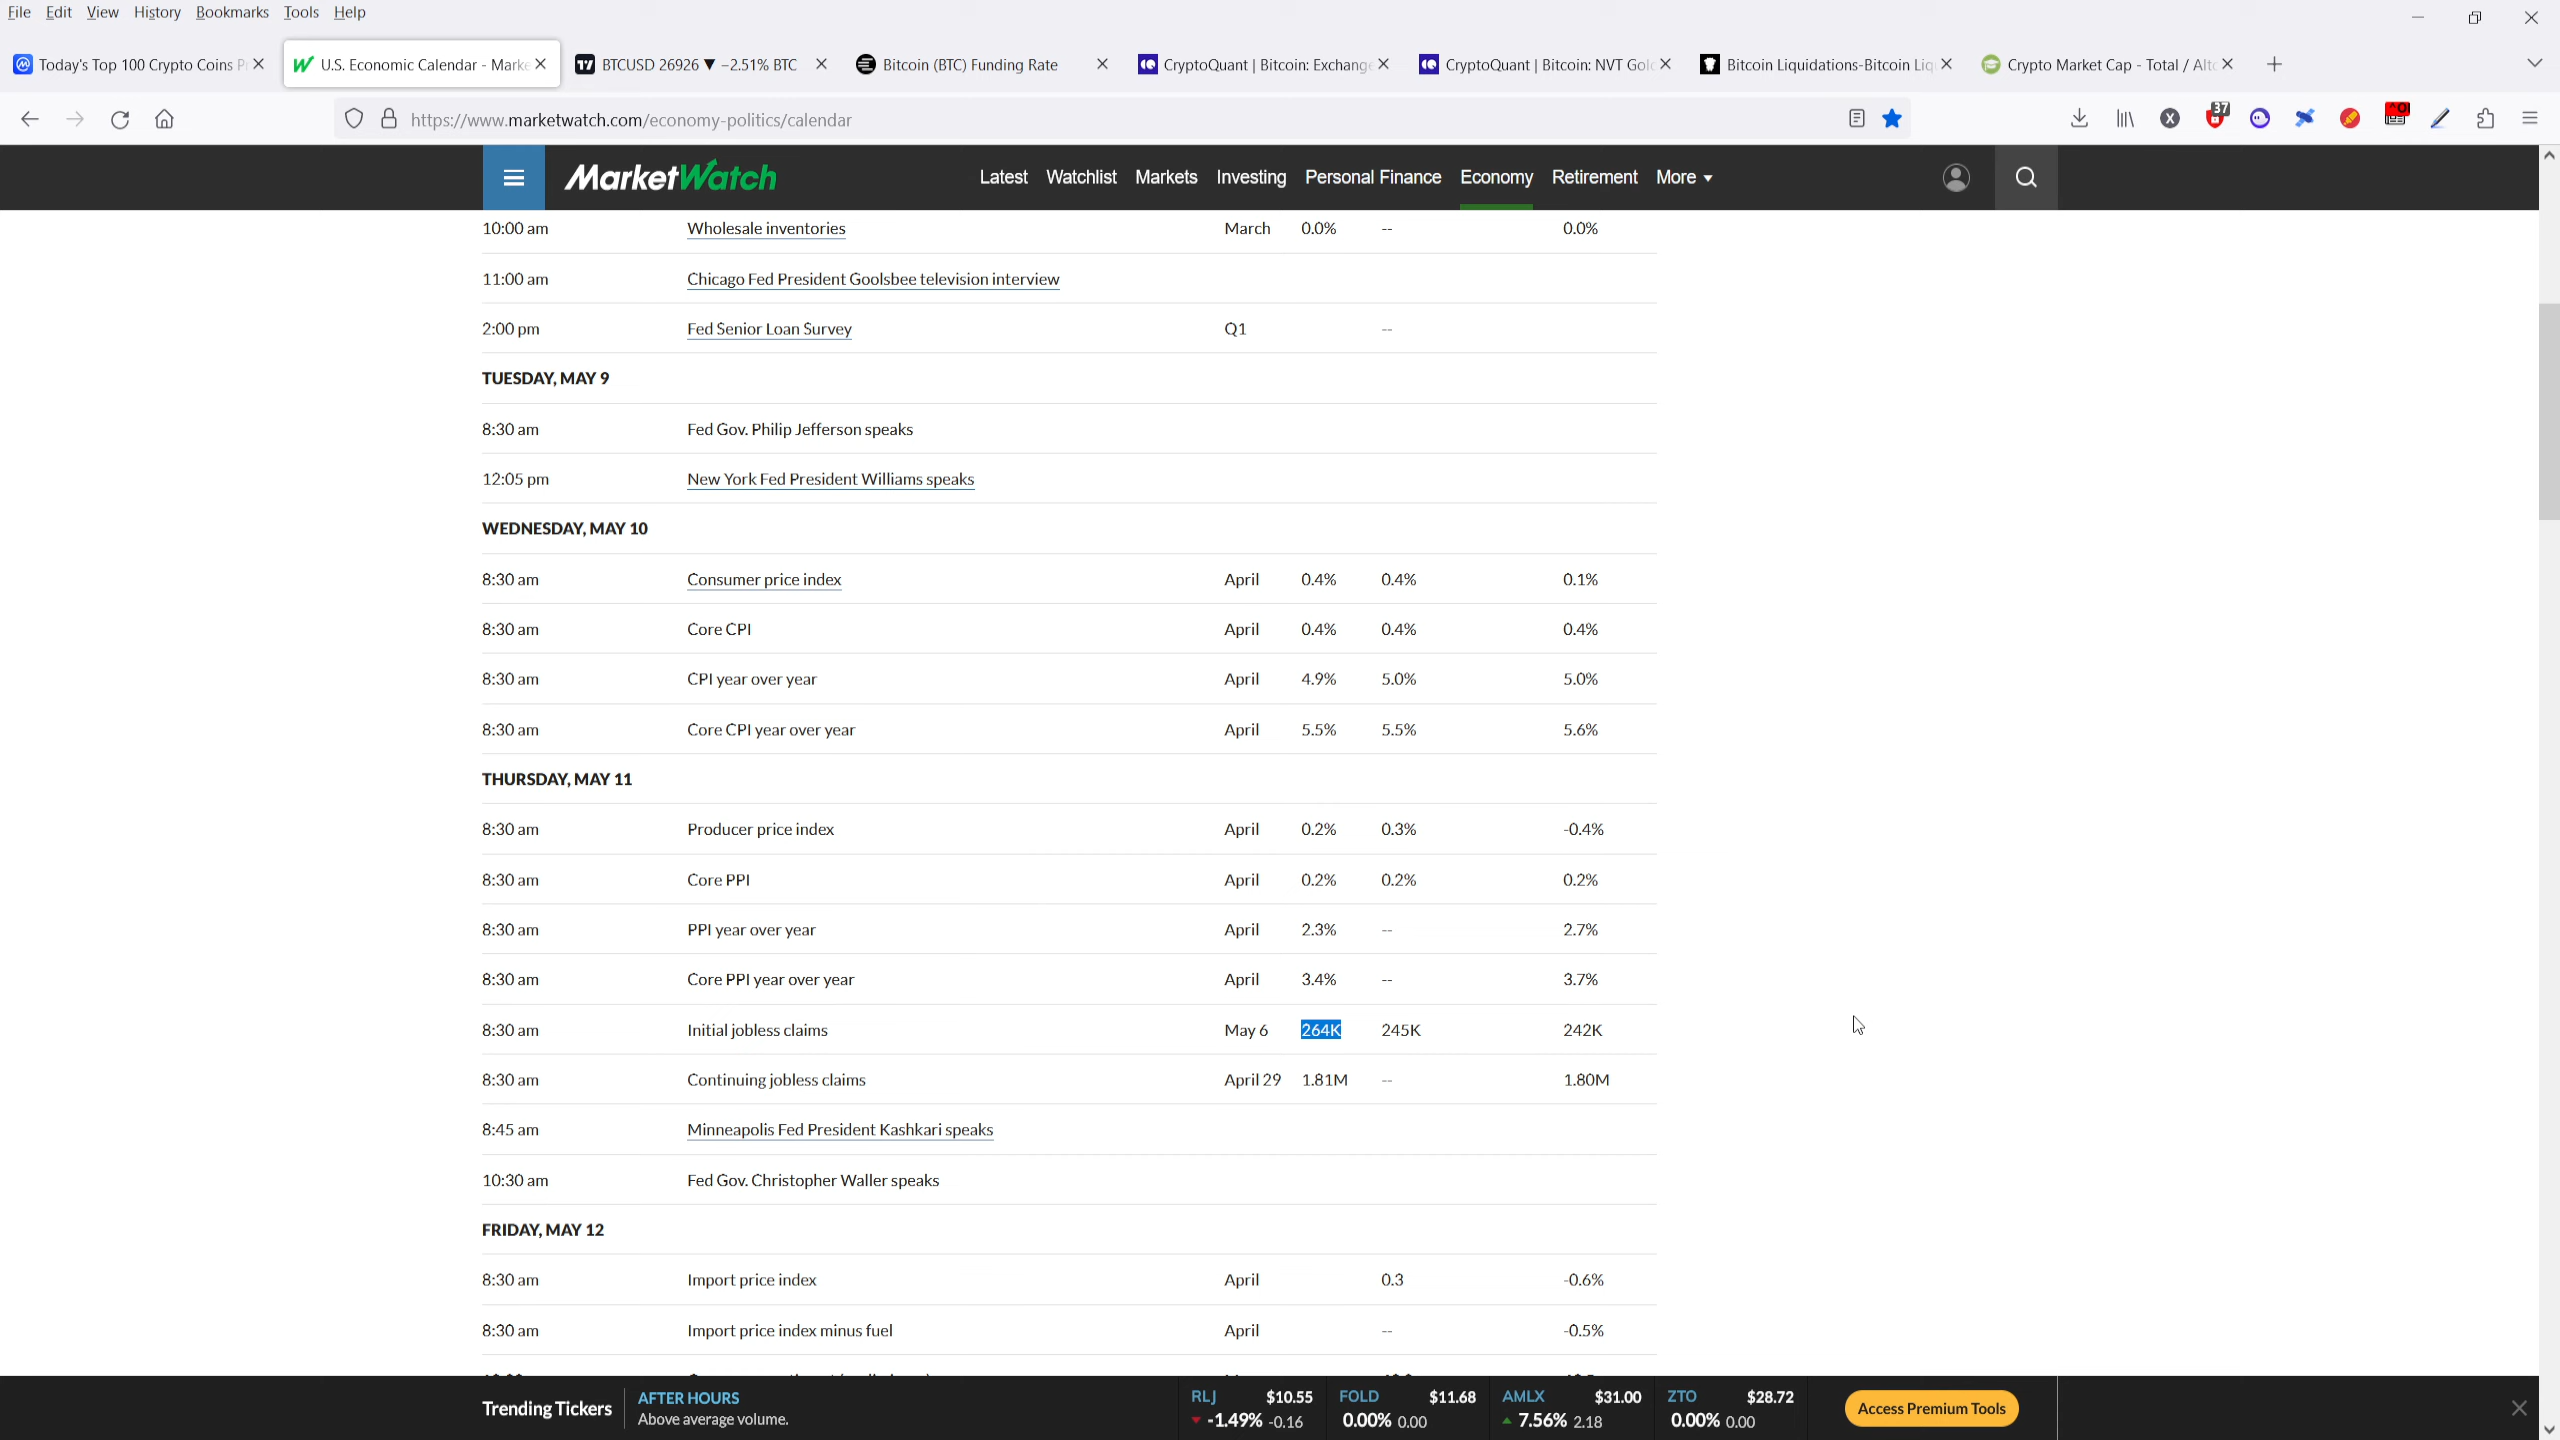 File Edit View History Bookmarks Tools Help
Today's Top 100 Crypto Coins P U.S. Economic Calendar - Marke BTCUSD 26926 ▼ −2.51% BTC Bitcoin (BTC) Funding Rate CryptoQuant | Bitcoin: Exchange CryptoQuant | Bitcoin: NVT Gol Bitcoin Liquidations-Bitcoin Liq Crypto Market Cap - Total / Alt
https://www.marketwatch.com/economy-politics/calendar 37
MarketWatch Latest Watchlist Markets Investing Personal Finance Economy Retirement More
10:00 am Wholesale inventories March 0.0% -- 0.0%
11:00 am Chicago Fed President Goolsbee television interview
2:00 pm Fed Senior Loan Survey Q1 --
TUESDAY, MAY 9
8:30 am Fed Gov. Philip Jefferson speaks
12:05 pm New York Fed President Williams speaks
WEDNESDAY, MAY 10
8:30 am Consumer price index April 0.4% 0.4% 0.1%
8:30 am Core CPI April 0.4% 0.4% 0.4%
8:30 am CPI year over year April 4.9% 5.0% 5.0%
8:30 am Core CPI year over year April 5.5% 5.5% 5.6%
THURSDAY, MAY 11
8:30 am Producer price index April 0.2% 0.3% -0.4%
8:30 am Core PPI April 0.2% 0.2% 0.2%
8:30 am PPI year over year April 2.3% -- 2.7%
8:30 am Core PPI year over year April 3.4% -- 3.7%
8:30 am Initial jobless claims May 6 264K 245K 242K
8:30 am Continuing jobless claims April 29 1.81M -- 1.80M
8:45 am Minneapolis Fed President Kashkari speaks
10:30 am Fed Gov. Christopher Waller speaks
FRIDAY, MAY 12
8:30 am Import price index April 0.3 -0.6%
8:30 am Import price index minus fuel April -- -0.5%
Trending Tickers AFTER HOURS RLJ $10.55 FOLD $11.68 AMLX $31.00 ZTO $28.72 Access Premium Tools
Above average volume. -1.49% -0.16 0.00% 0.00 7.56% 2.18 0.00% 0.00